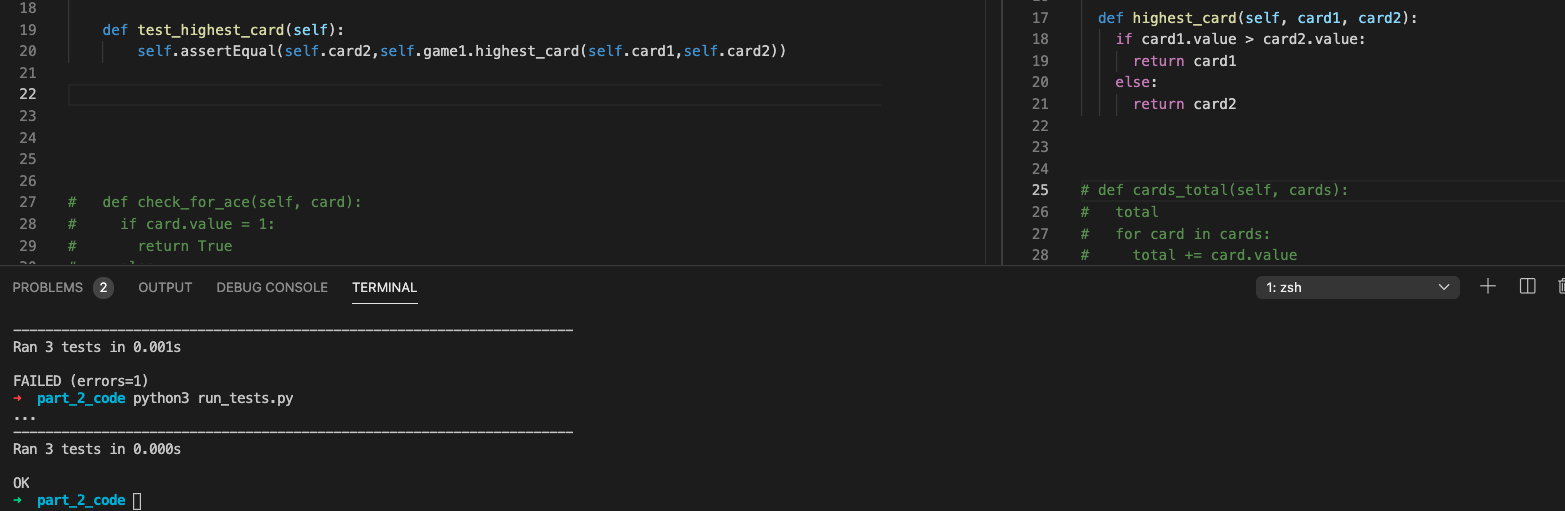 18
19 def test_highest_card(self):
20 self.assertEqual(self.card2,self.game1.highest_card(self.card1,self.card2))
21
22
23
24
25
26
27 # def check_for_ace(self, card):
28 # if card.value = 1:
29 # return True
17 def highest_card(self, card1, card2):
18 if card1.value > card2.value:
19 return card1
20 else:
21 return card2
22
23
24
25 # def cards_total(self, cards):
26 # total
27 # for card in cards:
28 # total += card.value
PROBLEMS 2 OUTPUT DEBUG CONSOLE TERMINAL 1: zsh
----------------------------------------------------------------------
Ran 3 tests in 0.001s
FAILED (errors=1)
→ part_2_code python3 run_tests.py
...
----------------------------------------------------------------------
Ran 3 tests in 0.000s
OK
→ part_2_code